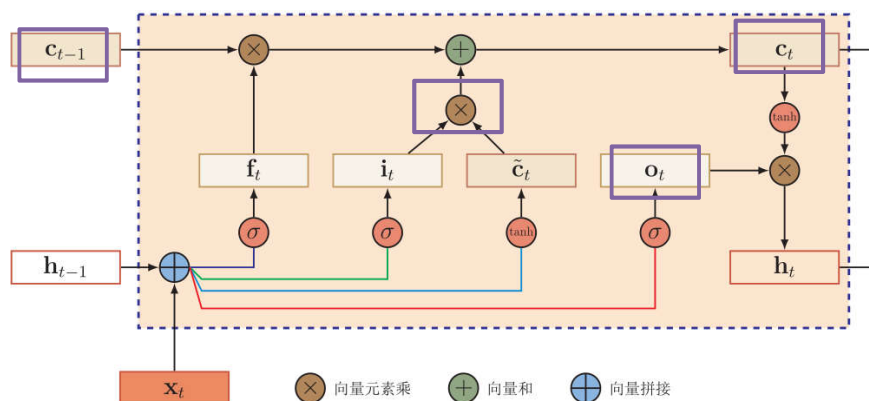 c_{t−1} × + c_t
× tanh
f_t i_t c̃_t o_t ×
σ σ tanh σ
h_{t−1} + h_t
x_t × 向量元素乘 + 向量和 + 向量拼接